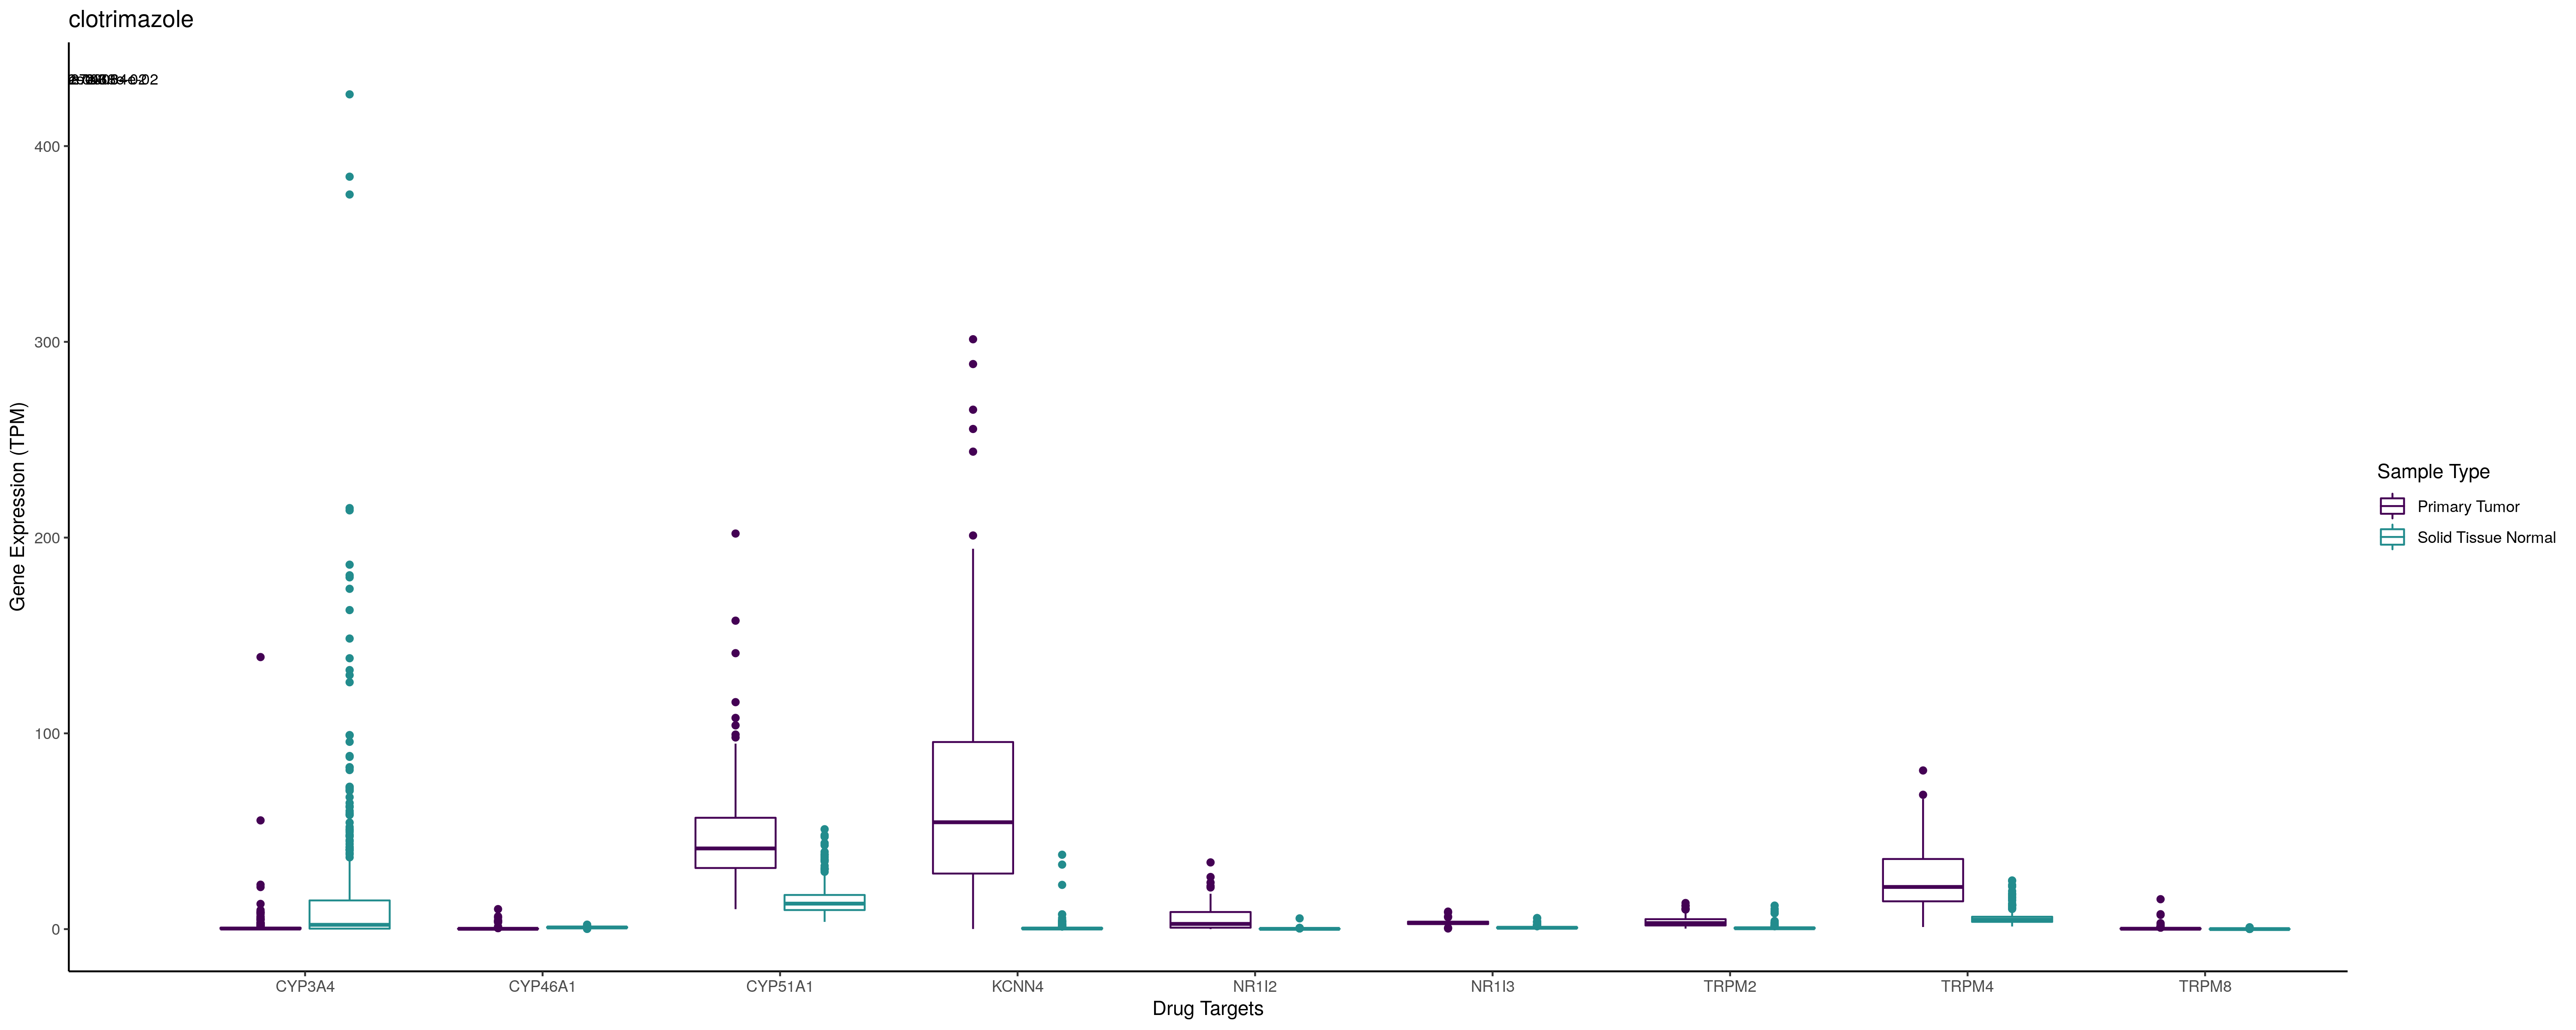 clotrimazole
400
300
200
100
0
Gene Expression (TPM)
CYP3A4 CYP46A1 CYP51A1 KCNN4 NR1I2 NR1I3 TRPM2 TRPM4 TRPM8
Drug Targets
Sample Type
Primary Tumor
Solid Tissue Normal